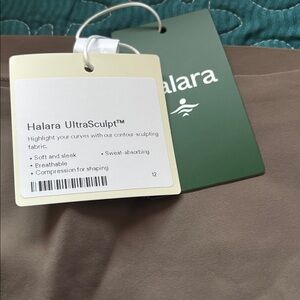 Halara UltraSculpt™
Highlight your curves with our contour-sculpting
fabric.
• Soft and sleek
• Sweat-absorbing
• Breathable
• Compression for shaping
12
alara